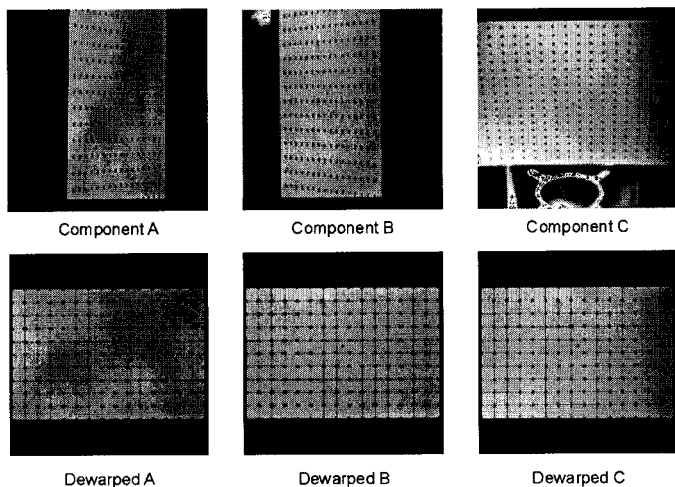 Component A
Component B
Component C
Dewarped A
Dewarped B
Dewarped C